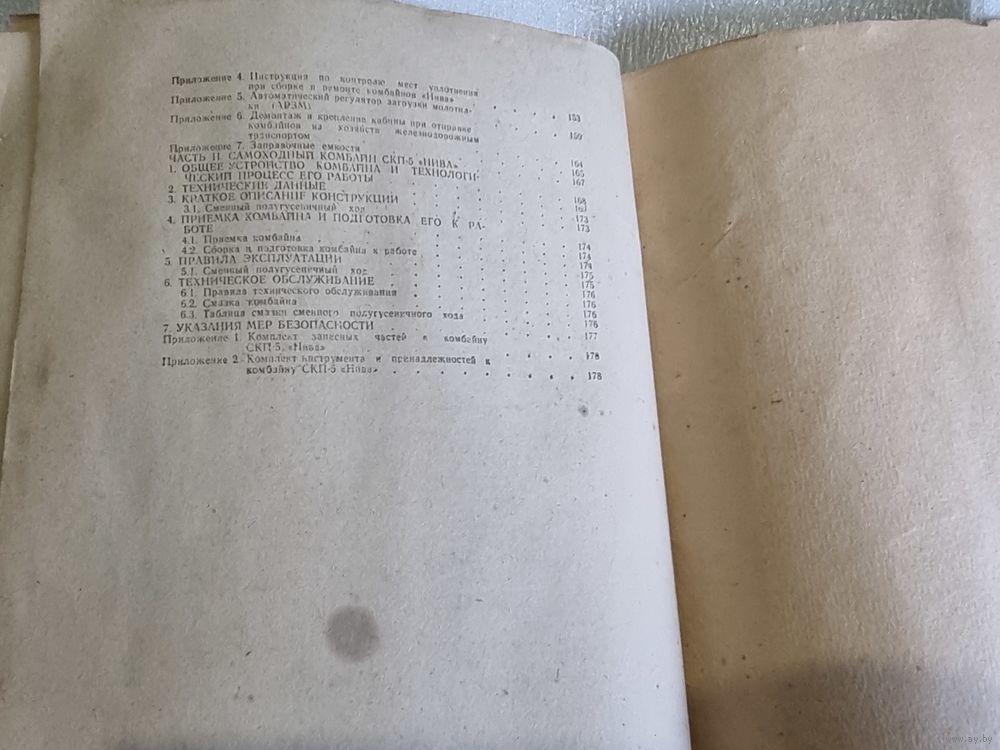 Приложение 4. Инструкция по контролю мест уплотнения
при сборке и ремонте комбайнов «Нива»
Приложение 5. Автоматический регулятор загрузки молотил-
ки (АРЗМ) . . . 153
Приложение 6. Демонтаж и крепление кабины при отправке
комбайнов из хозяйств железнодорожным
транспортом . . . 159
Приложение 7. Заправочные емкости . . . 164
ЧАСТЬ II. САМОХОДНЫЙ КОМБАЙН СКП-5 «НИВА» . 165
1. ОБЩЕЕ УСТРОЙСТВО КОМБАЙНА И ТЕХНОЛОГИ-
ЧЕСКИЙ ПРОЦЕСС ЕГО РАБОТЫ . . . 167
2. ТЕХНИЧЕСКИЕ ДАННЫЕ . . . 168
3. КРАТКОЕ ОПИСАНИЕ КОНСТРУКЦИИ . . .
3.1. Сменный полугусеничный ход . . . 173
4. ПРИЕМКА КОМБАЙНА И ПОДГОТОВКА ЕГО К РА-
БОТЕ . . . 173
4.1. Приемка комбайна . . . 174
4.2. Сборка и подготовка комбайна к работе . . . 174
5. ПРАВИЛА ЭКСПЛУАТАЦИИ . . . 174
5.1. Сменный полугусеничный ход . . . 175
6. ТЕХНИЧЕСКОЕ ОБСЛУЖИВАНИЕ . . . 175
6.1. Правила технического обслуживания . . . 176
6.2. Смазка комбайна . . . 176
6.3. Таблица смазки сменного полугусеничного хода . . . 176
7. УКАЗАНИЯ МЕР БЕЗОПАСНОСТИ . . . 176
Приложение 1. Комплект запасных частей к комбайну . . . 177
СКП-5 «Нива» . . . 178
Приложение 2. Комплект инструмента и принадлежностей к
комбайну СКП-5 «Нива» . . . 178
www.ay.by